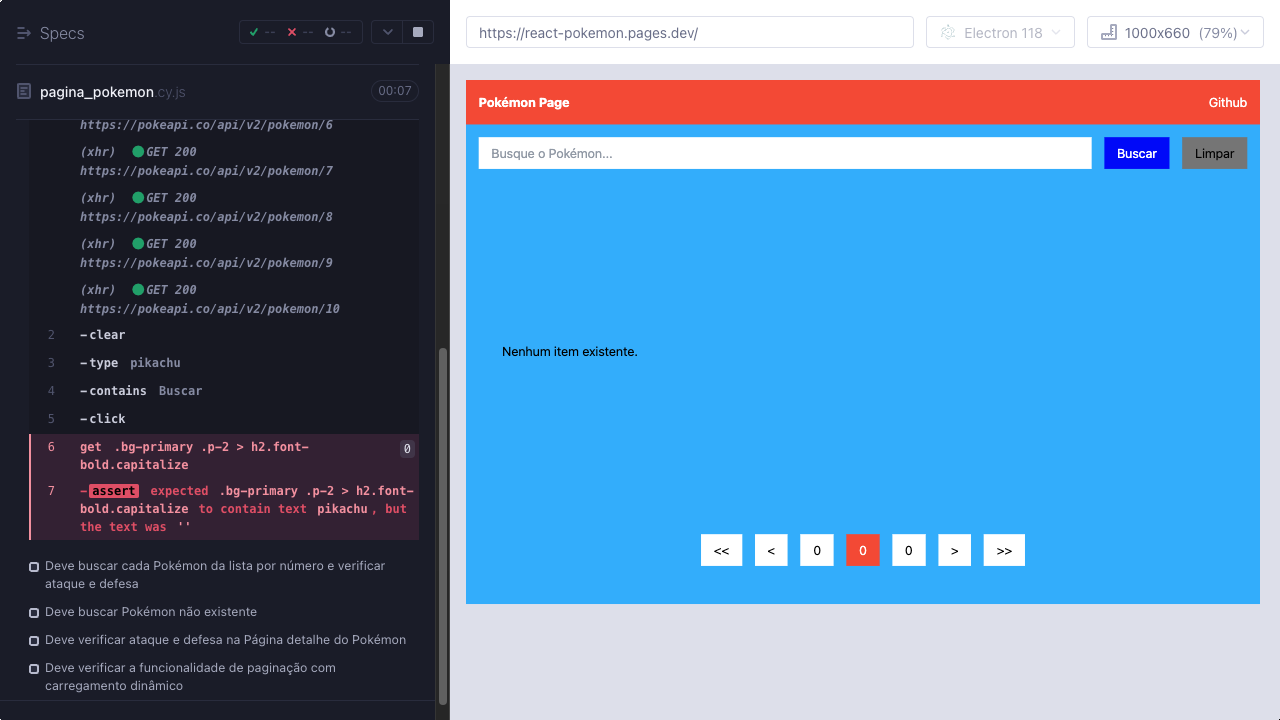 Specs
-- -- --
pagina_pokemon.cy.js 00:07
https://pokeapi.co/api/v2/pokemon/6
(xhr) GET 200
https://pokeapi.co/api/v2/pokemon/7
(xhr) GET 200
https://pokeapi.co/api/v2/pokemon/8
(xhr) GET 200
https://pokeapi.co/api/v2/pokemon/9
(xhr) GET 200
https://pokeapi.co/api/v2/pokemon/10
2 -clear
3 -type pikachu
4 -contains Buscar
5 -click
6 get .bg-primary .p-2 > h2.font- 0
bold.capitalize
7 -assert expected .bg-primary .p-2 > h2.font-
bold.capitalize to contain text pikachu, but
the text was ''
Deve buscar cada Pokémon da lista por número e verificar
ataque e defesa
Deve buscar Pokémon não existente
Deve verificar ataque e defesa na Página detalhe do Pokémon
Deve verificar a funcionalidade de paginação com
carregamento dinâmico
https://react-pokemon.pages.dev/
Electron 118
1000x660 (79%)
Pokémon Page
Github
Busque o Pokémon...
Buscar
Limpar
Nenhum item existente.
<< < 0 0 0 > >>